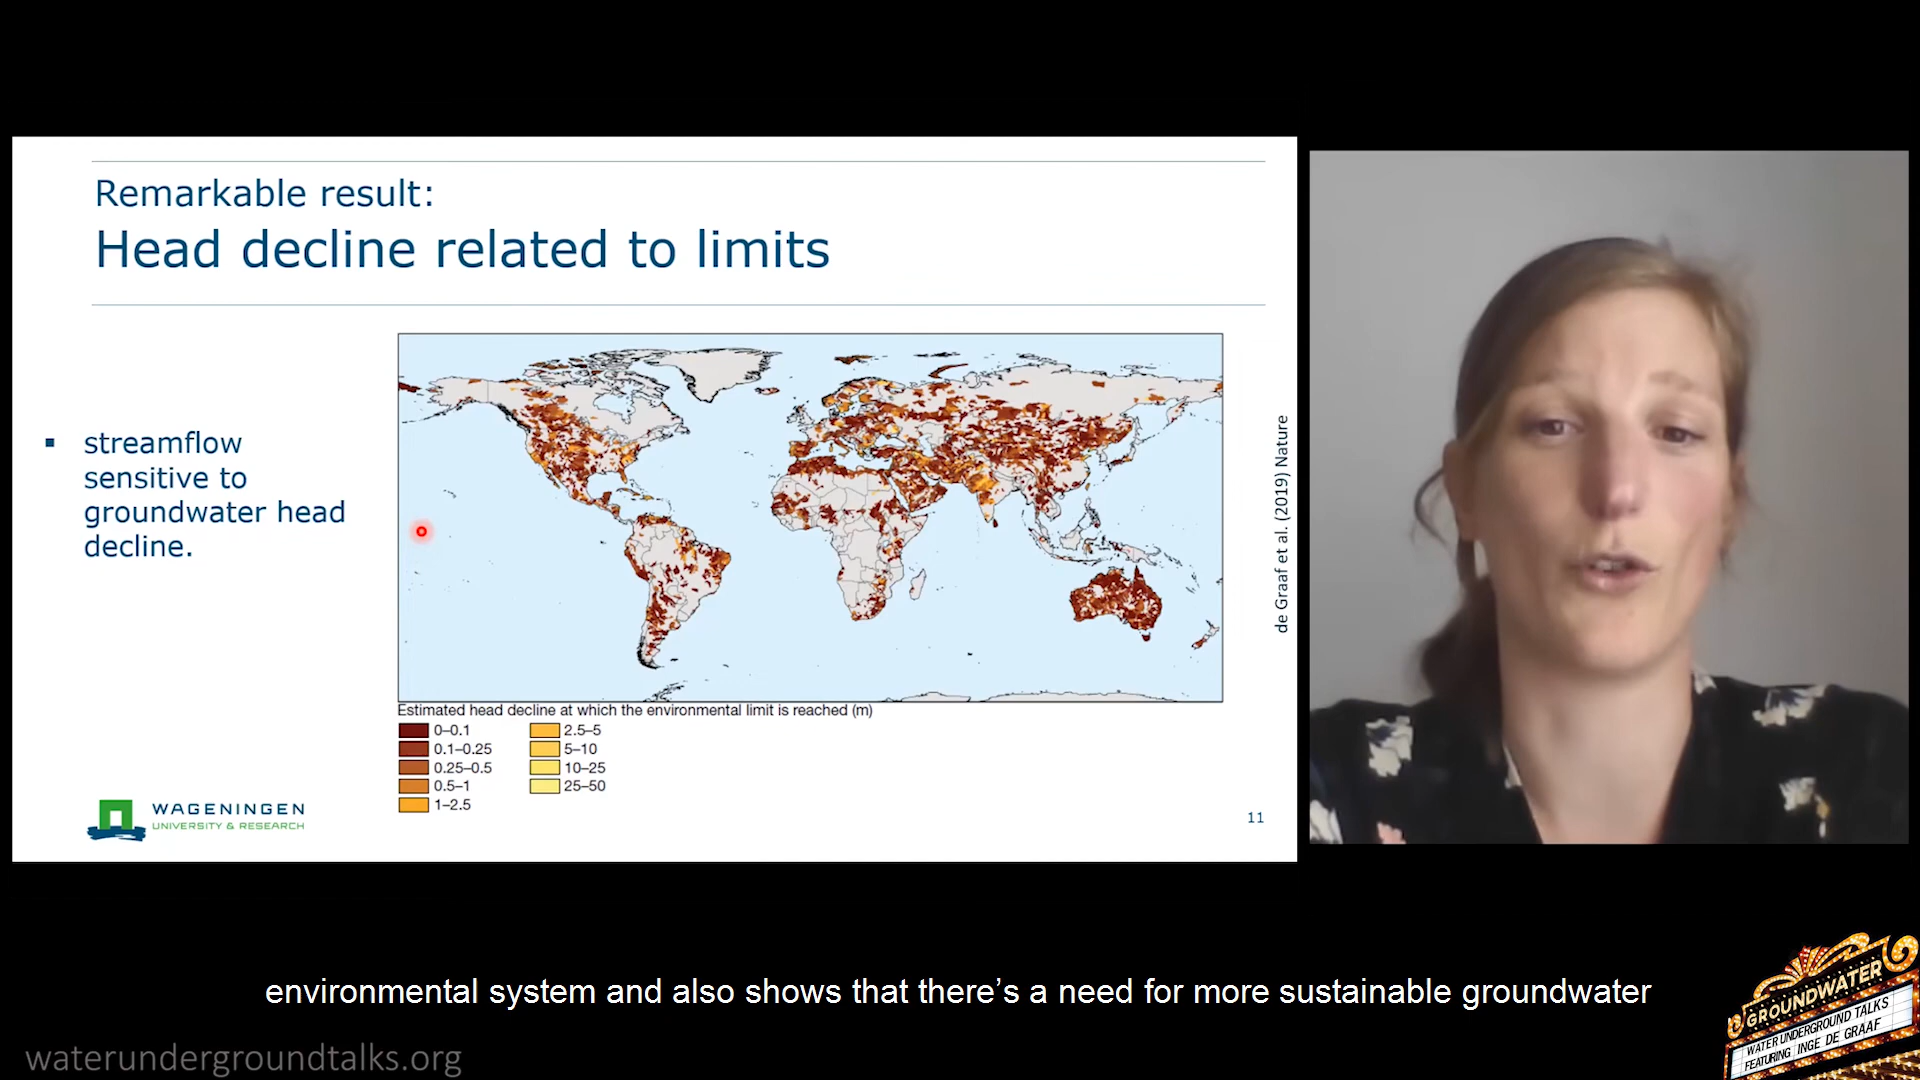 Remarkable result:
Head decline related to limits
▪ streamflow
sensitive to
groundwater head
decline.
de Graaf et al. (2019) Nature
Estimated head decline at which the environmental limit is reached (m)
0–0.1
0.1–0.25
0.25–0.5
0.5–1
1–2.5
2.5–5
5–10
10–25
25–50
WAGENINGEN
UNIVERSITY & RESEARCH
11
environmental system and also shows that there’s a need for more sustainable groundwater
waterundergroundtalks.org
GROUNDWATER
WATER UNDERGROUND TALKS
FEATURING INGE DE GRAAF